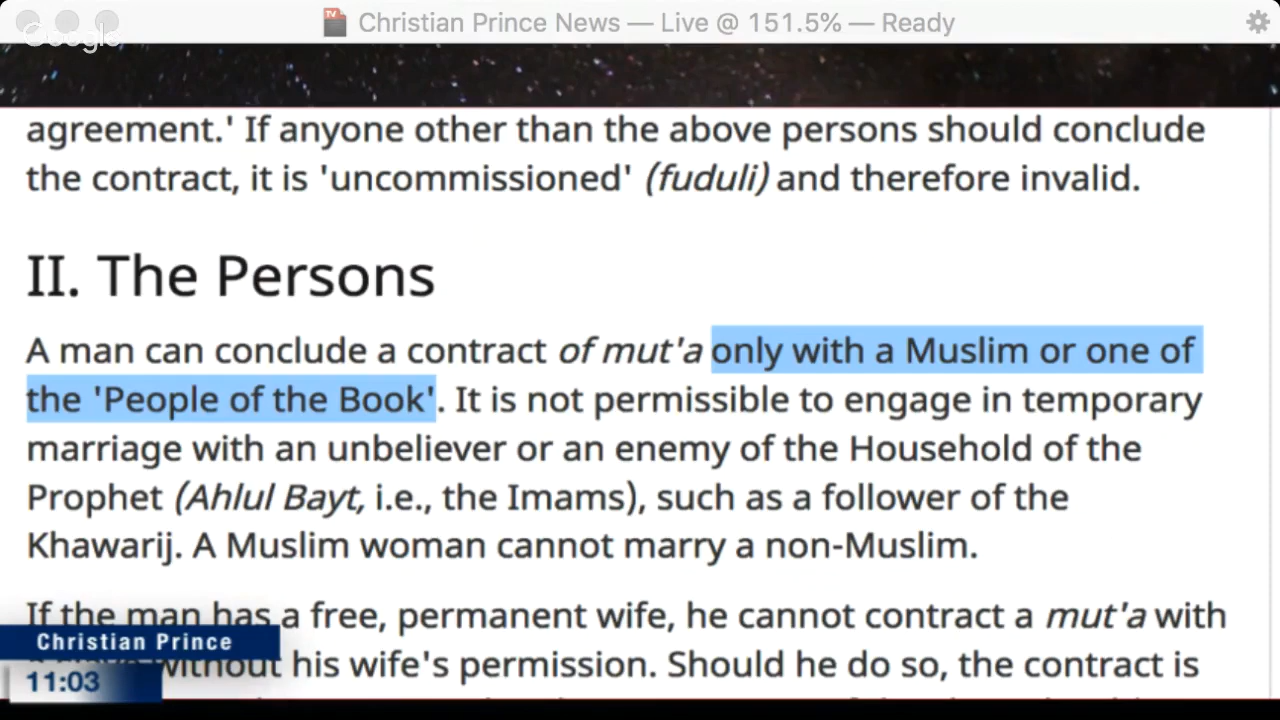 Christian Prince News — Live @ 151.5% — Ready
Google
agreement.' If anyone other than the above persons should conclude
the contract, it is 'uncommissioned' (fuduli) and therefore invalid.
II. The Persons
A man can conclude a contract of mut'a only with a Muslim or one of
the 'People of the Book'. It is not permissible to engage in temporary
marriage with an unbeliever or an enemy of the Household of the
Prophet (Ahlul Bayt, i.e., the Imams), such as a follower of the
Khawarij. A Muslim woman cannot marry a non-Muslim.
If the man has a free, permanent wife, he cannot contract a mut'a with
without his wife's permission. Should he do so, the contract is
Christian Prince
11:03